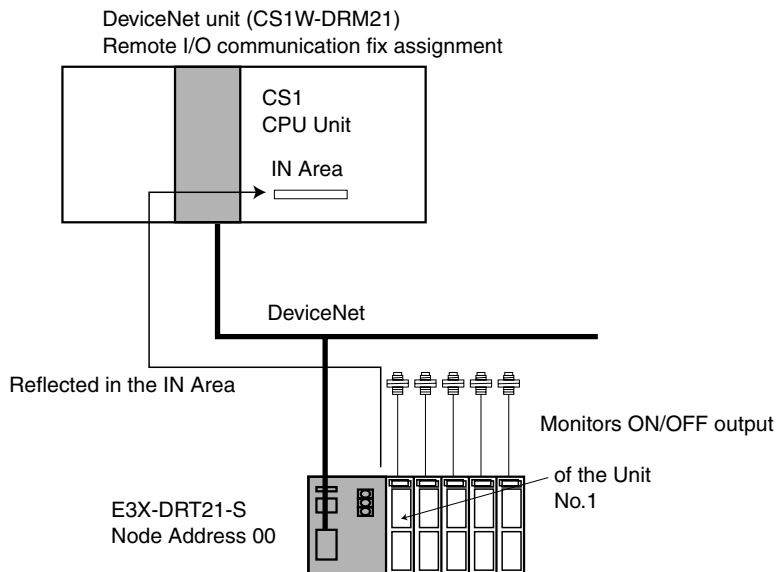 DeviceNet unit (CS1W-DRM21)
Remote I/O communication fix assignment
CS1
CPU Unit
IN Area
DeviceNet
Reflected in the IN Area
Monitors ON/OFF output
of the Unit
No.1
E3X-DRT21-S
Node Address 00